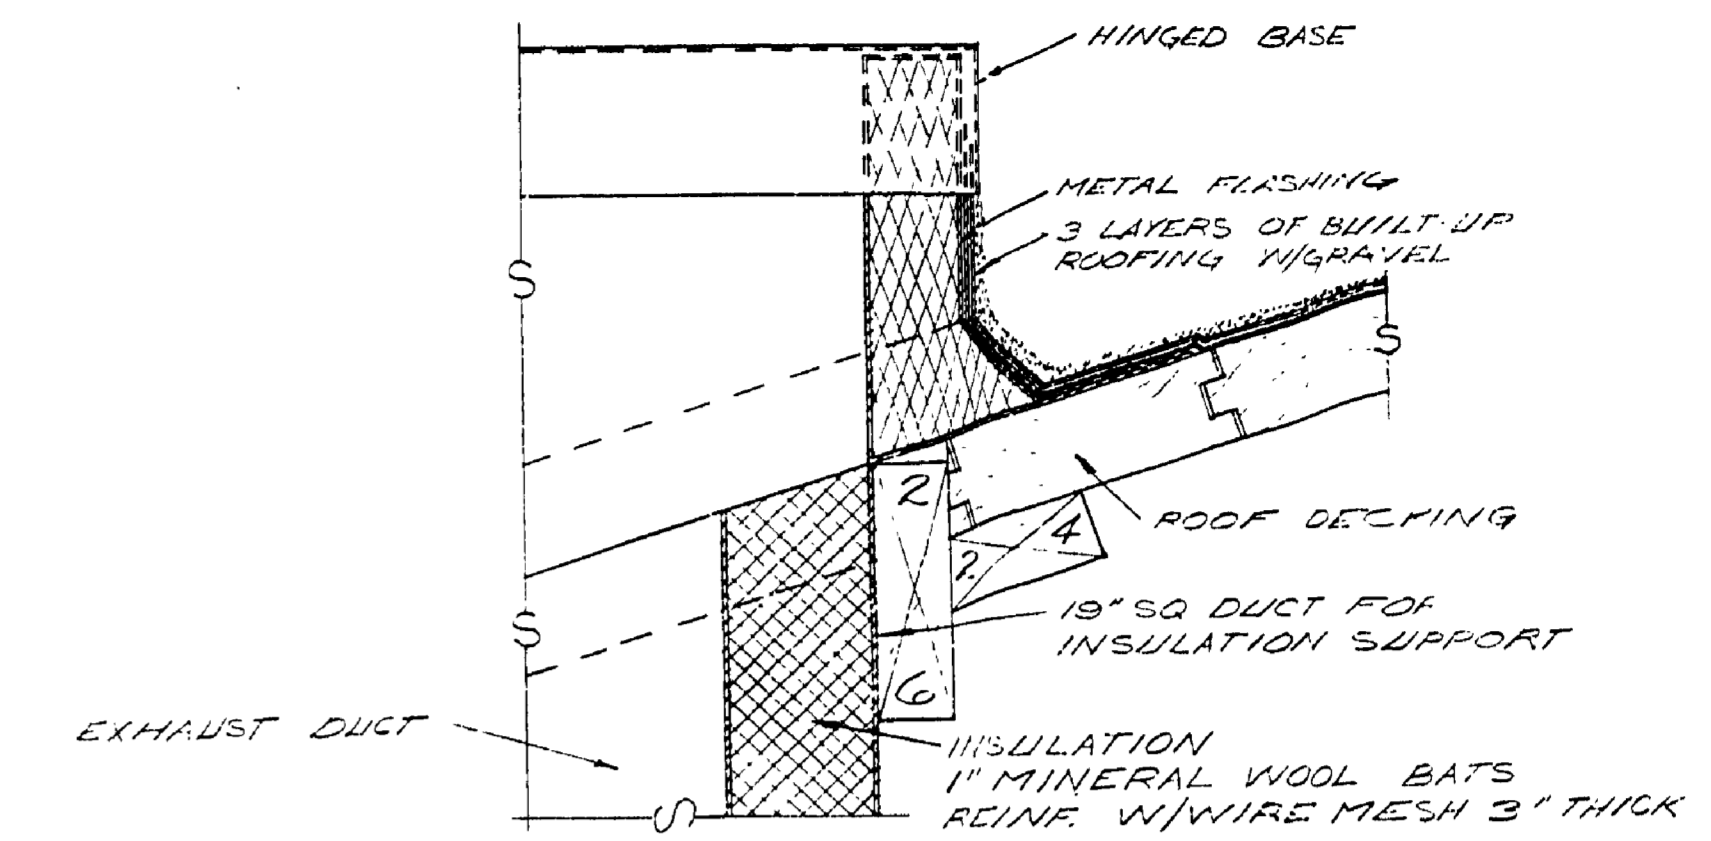 HINGED BASE
METAL FLASHING
3 LAYERS OF BUILT-UP
ROOFING W/GRAVEL
S
S
2
4
ROOF DECKING
2
19" SQ DUCT FOR
INSULATION SUPPORT
S
6
EXHAUST DUCT
INSULATION
1" MINERAL WOOL BATS
REINF. W/WIRE MESH 3" THICK
S